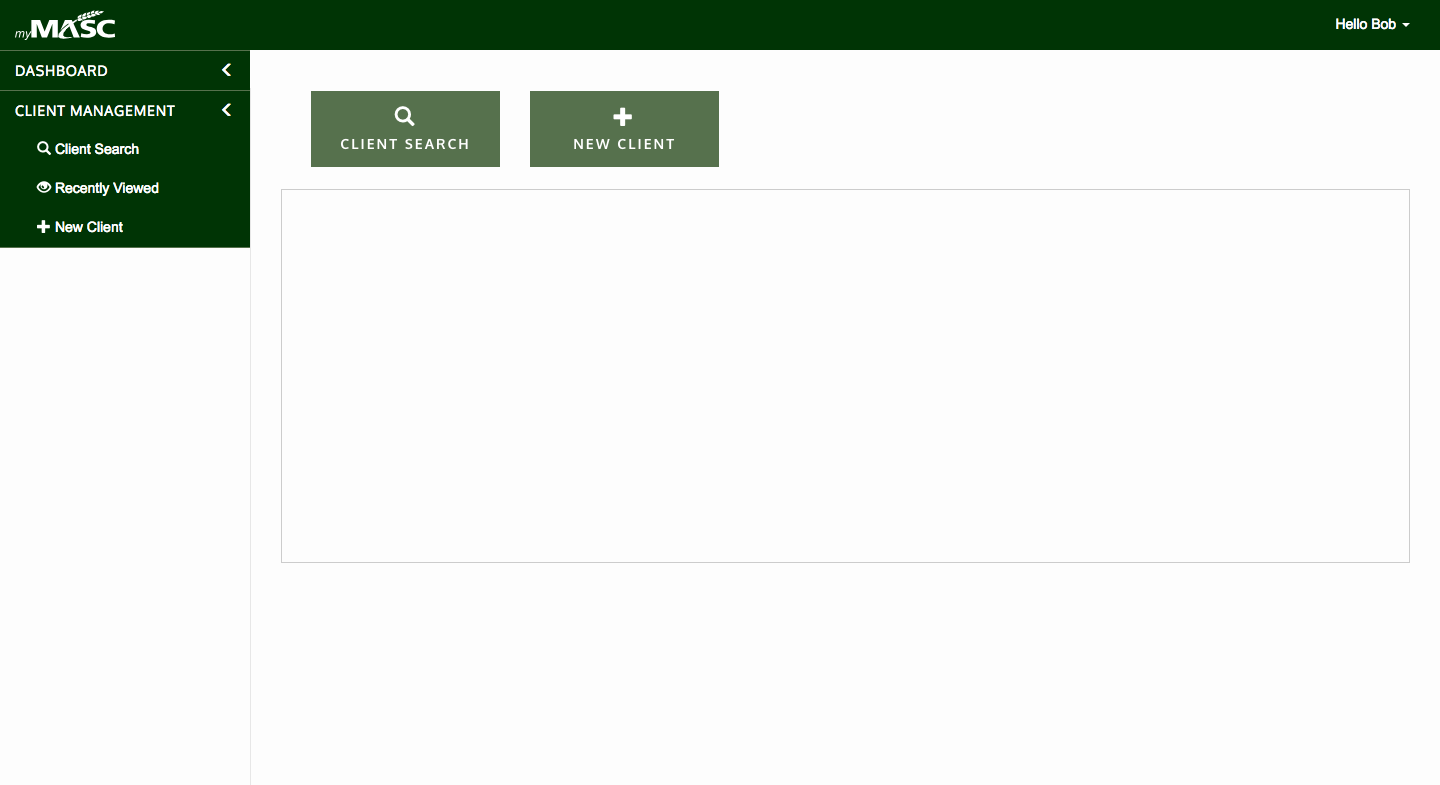 myMASC
Hello Bob
DASHBOARD
CLIENT MANAGEMENT
Client Search
Recently Viewed
New Client
CLIENT SEARCH
NEW CLIENT